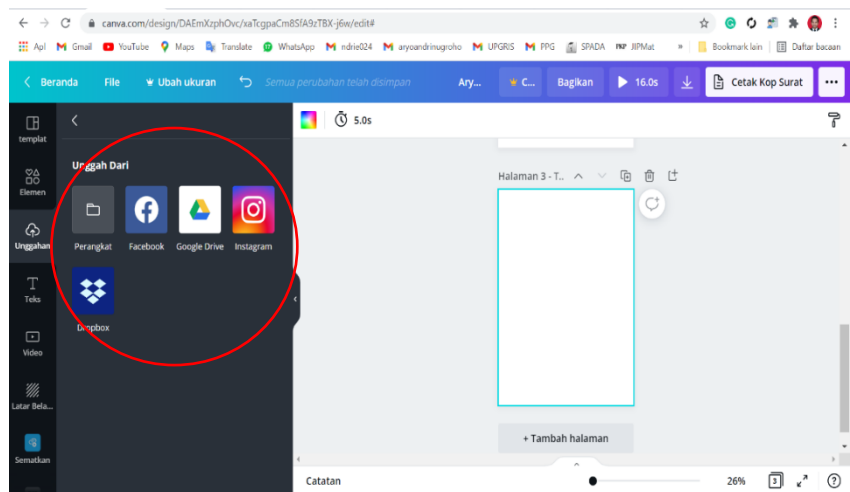 canva.com/design/DAEmXzphOvc/xaTcgpaCm8SfA9zTBX-j6w/edit#
Apl Gmail YouTube Maps Translate WhatsApp ndrie024 aryoandrinugroho UPGRIS PPG SPADA JIPMat » Bookmark lain Daftar bacaan
Beranda File Ubah ukuran Semua perubahan telah disimpan Ary... C... Bagikan 16.0s Cetak Kop Surat
5.0s
templat
Unggah Dari
Halaman 3 - T..
Elemen
Unggahan
Perangkat Facebook Google Drive Instagram
Teks
Dropbox
Video
Latar Bela...
+ Tambah halaman
Sematkan
Catatan 26% 3